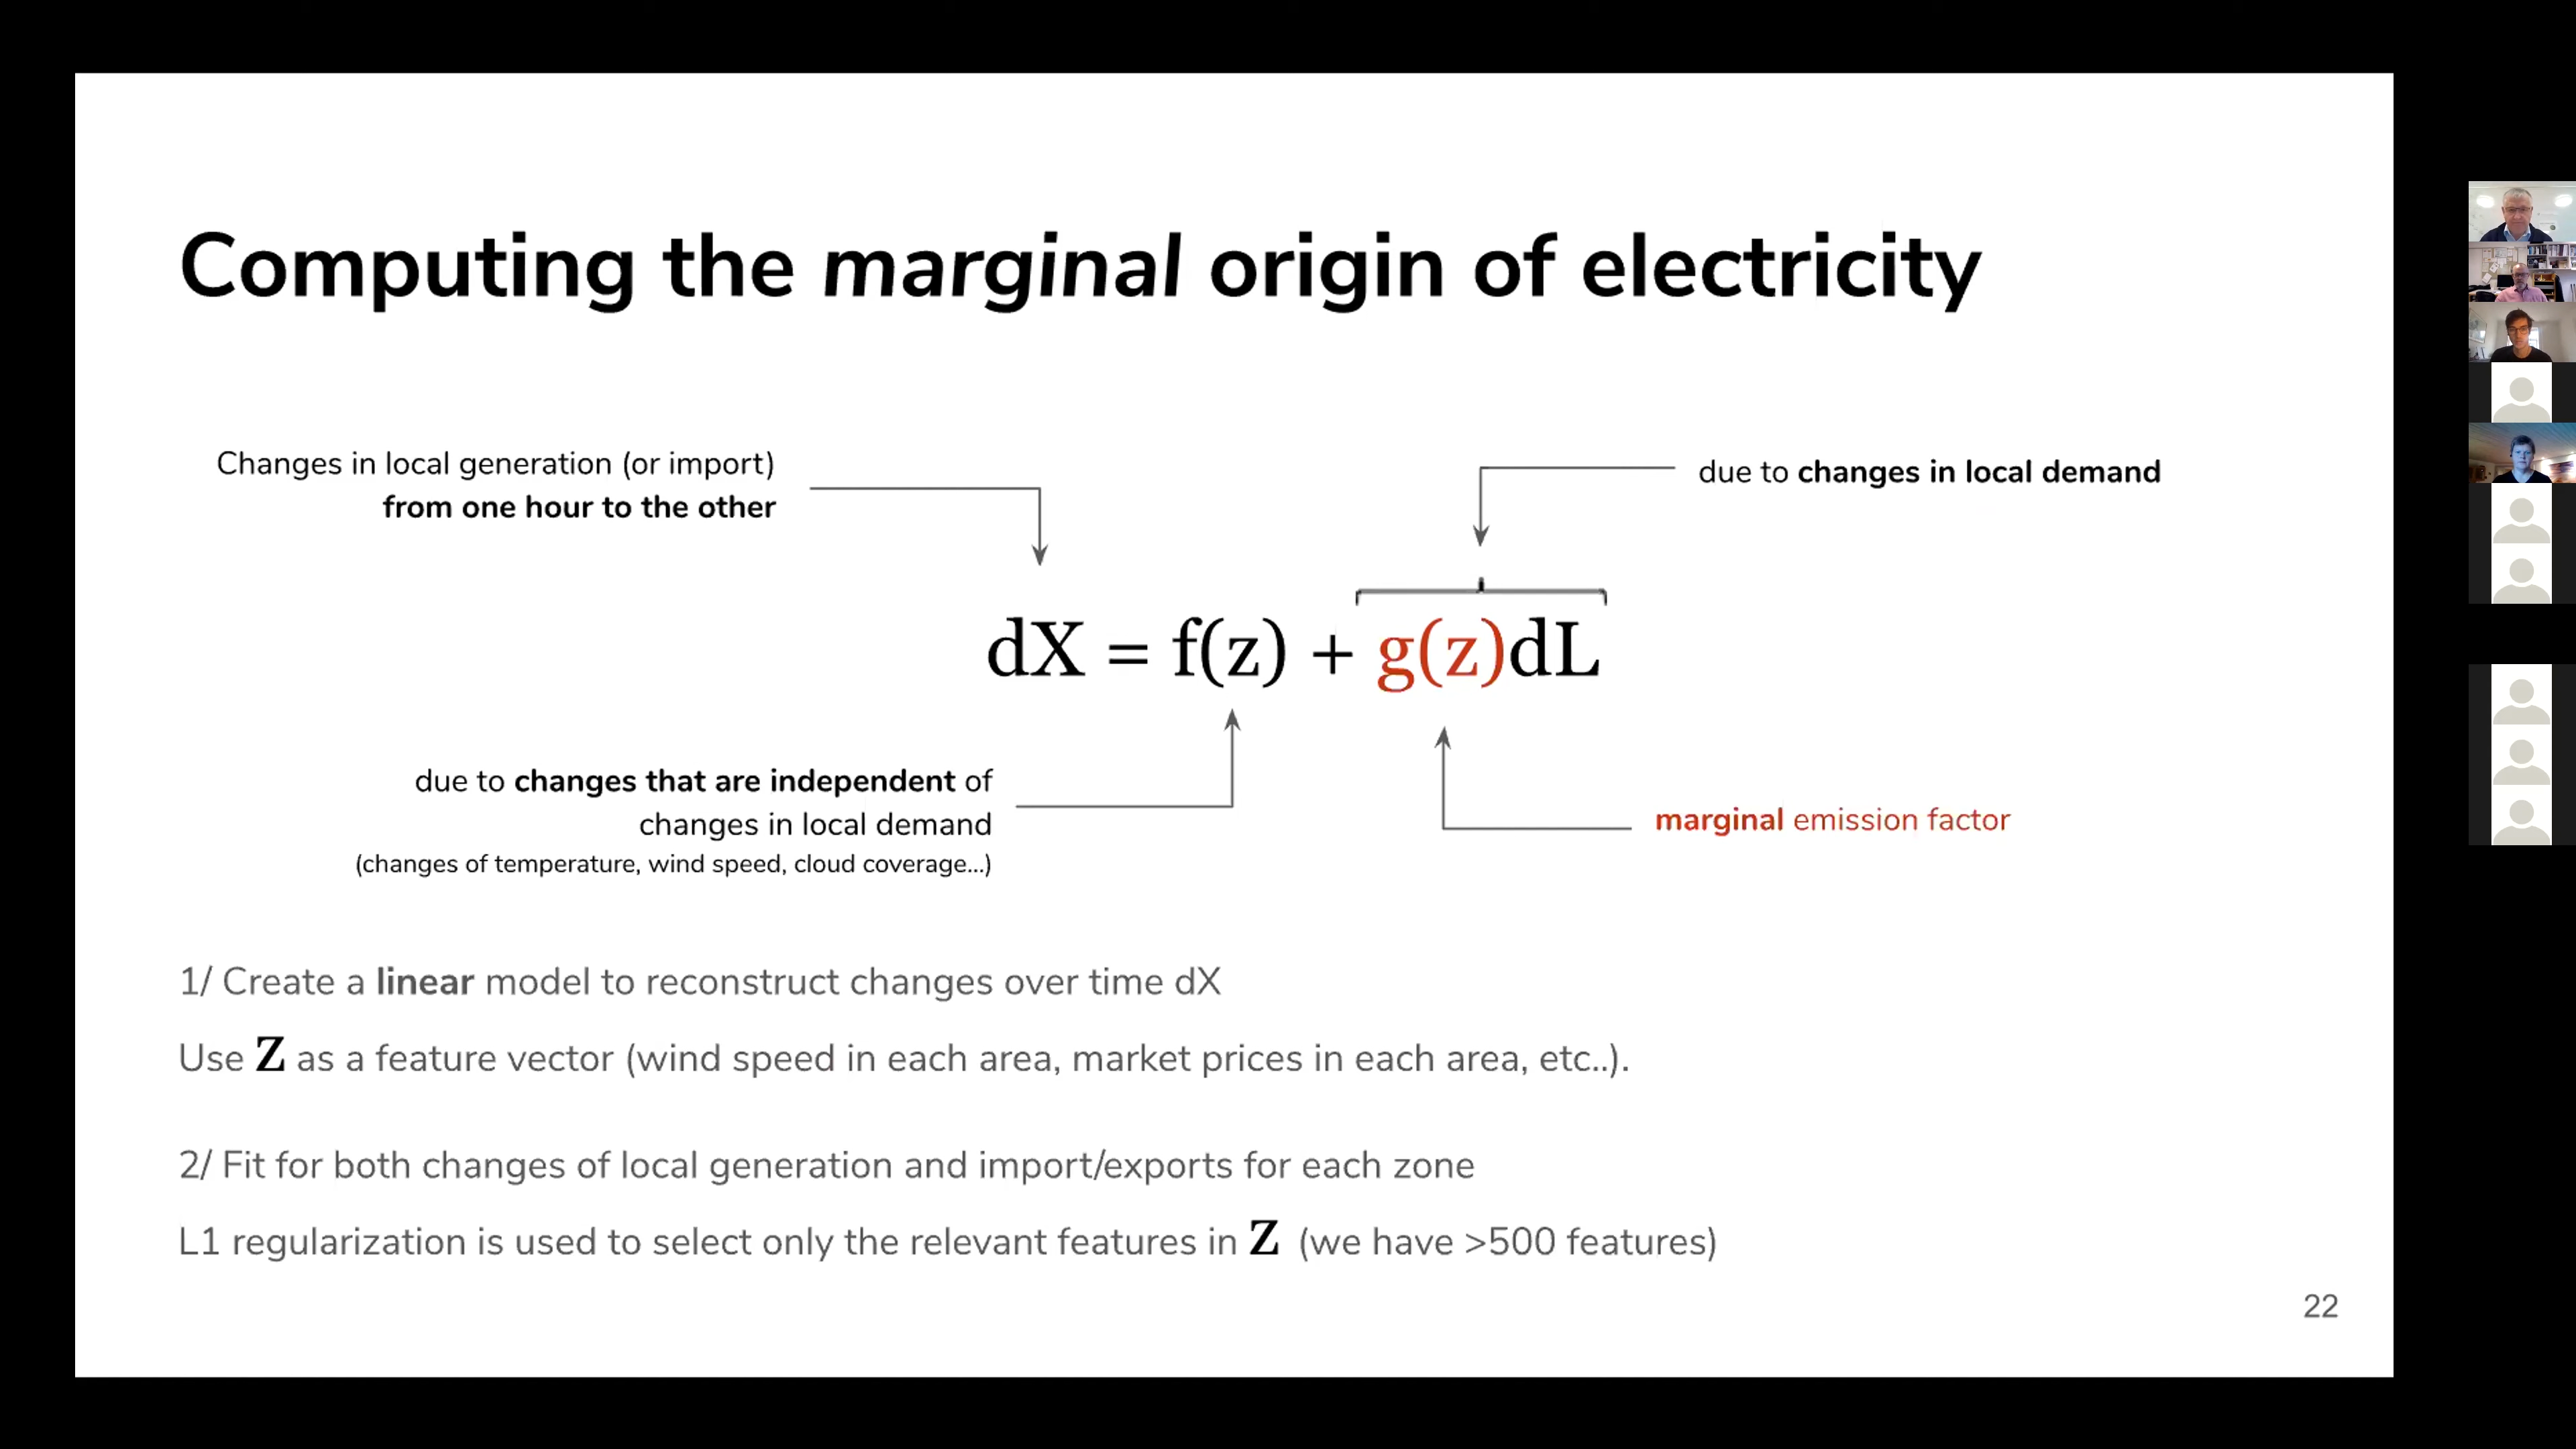 Computing the marginal origin of electricity
Changes in local generation (or import)
from one hour to the other
due to changes in local demand
dX = f(z) + g(z)dL
due to changes that are independent of
changes in local demand
(changes of temperature, wind speed, cloud coverage...)
marginal emission factor
1/ Create a linear model to reconstruct changes over time dX
Use Z as a feature vector (wind speed in each area, market prices in each area, etc..).
2/ Fit for both changes of local generation and import/exports for each zone
L1 regularization is used to select only the relevant features in Z (we have >500 features)
22